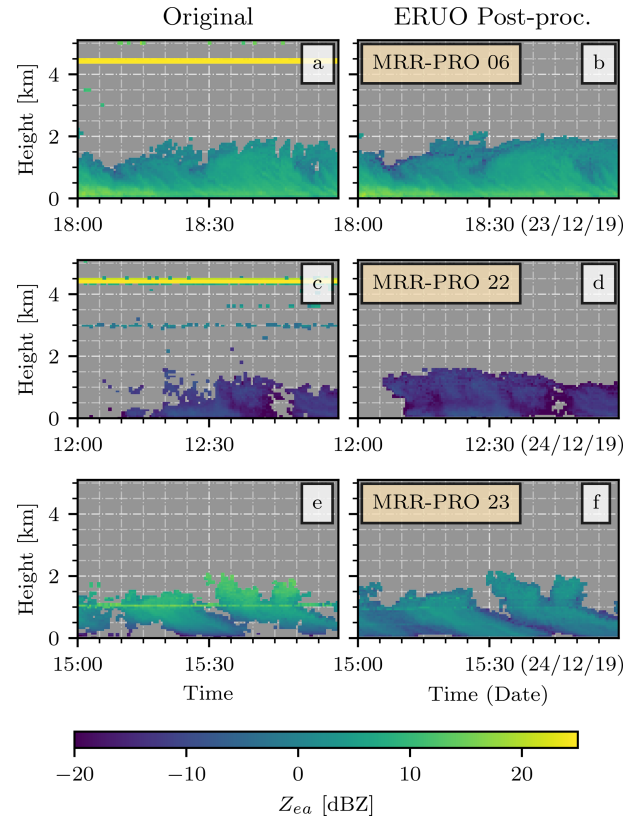 Original
ERUO Post-proc.
Height [km]
4
2
0
a
MRR-PRO 06
b
18:00
18:30
18:00
18:30 (23/12/19)
Height [km]
4
2
0
c
MRR-PRO 22
d
12:00
12:30
12:00
12:30 (24/12/19)
Height [km]
4
2
0
e
MRR-PRO 23
f
15:00
15:30
15:00
15:30 (24/12/19)
Time
Time (Date)
−20
−10
0
10
20
Zea [dBZ]